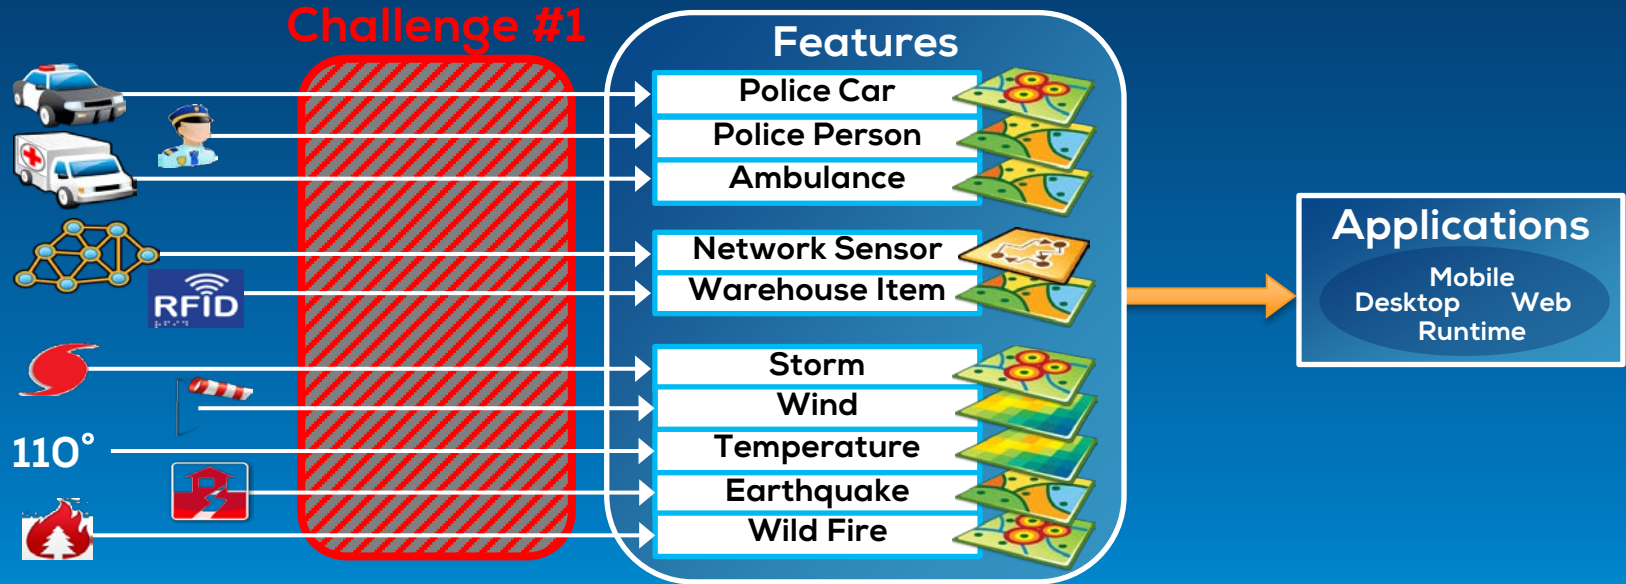 Challenge #1
Features
Police Car
Police Person
Ambulance
Network Sensor
RFID
Warehouse Item
Applications
Mobile
Desktop Web
Runtime
Storm
Wind
110°
Temperature
Earthquake
Wild Fire